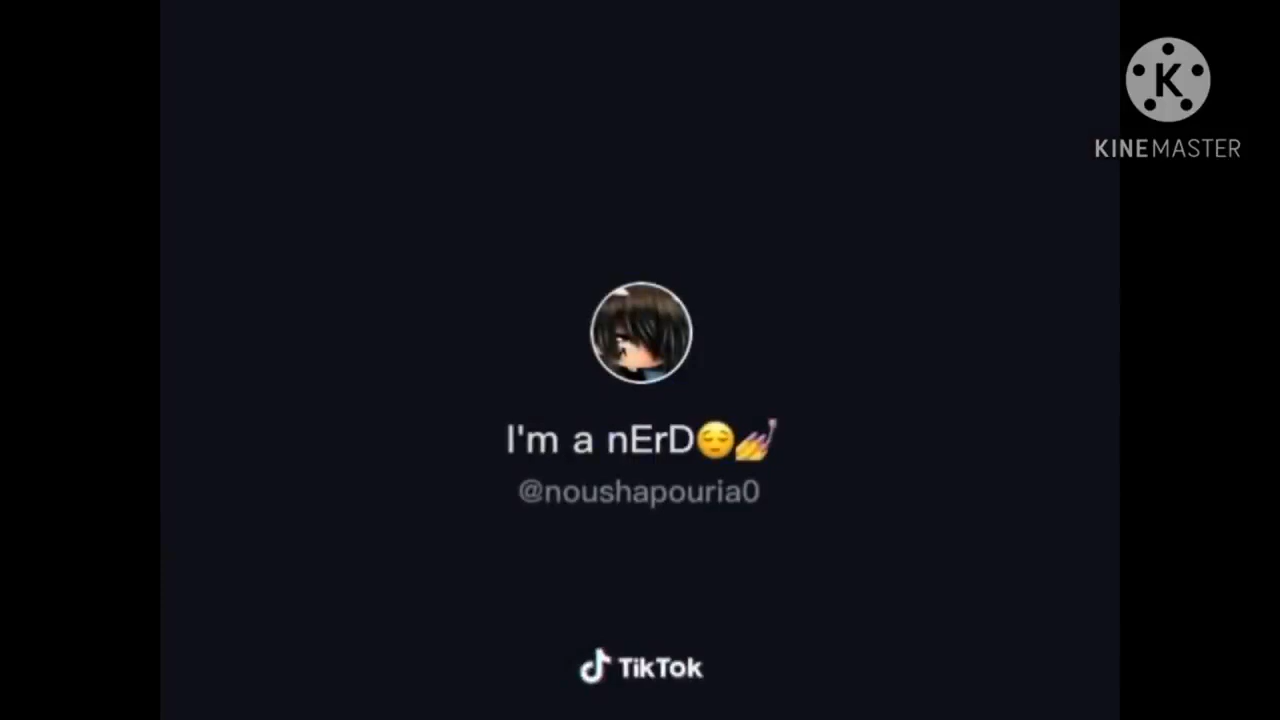 K
KINEMASTER
I'm a nErD😌💅
@noushapouria0
TikTok